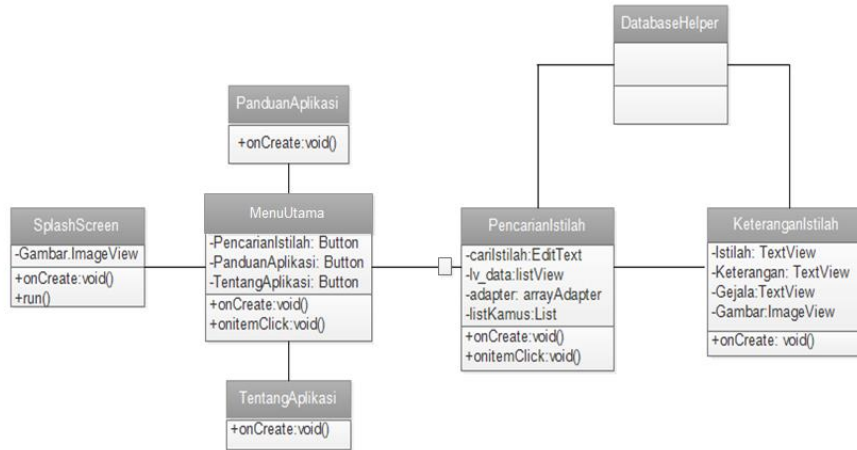 DatabaseHelper
PanduanAplikasi
+onCreate:void()
SplashScreen
-Gambar.ImageView
+onCreate:void()
+run()
MenuUtama
-PencarianIstilah: Button
-PanduanAplikasi: Button
-TentangAplikasi: Button
+onCreate:void()
+onitemClick:void()
PencarianIstilah
-cariIstilah:EditText
-lv_data:listView
-adapter: arrayAdapter
-listKamus:List
+onCreate:void()
+onitemClick:void()
KeteranganIstilah
-Istilah: TextView
-Keterangan: TextView
-Gejala:TextView
-Gambar:ImageView
+onCreate: void()
TentangAplikasi
+onCreate:void()